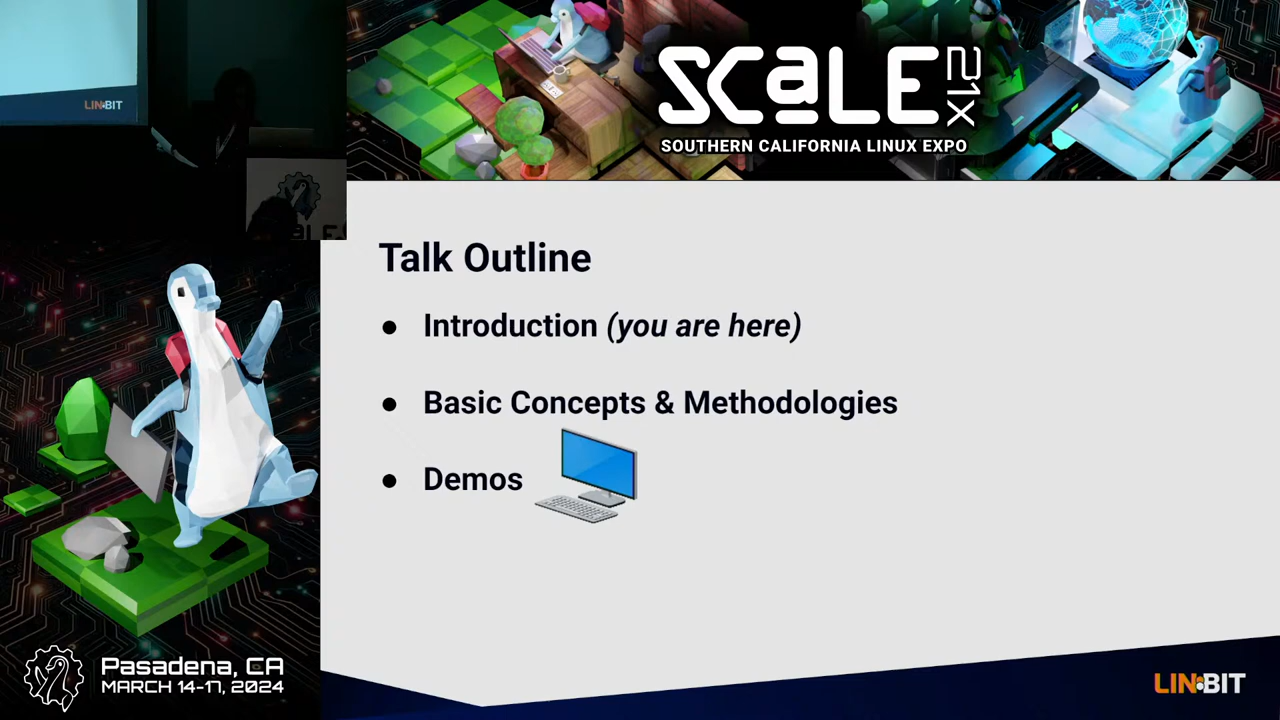 LINBIT
SCaLE 21x
SOUTHERN CALIFORNIA LINUX EXPO
Talk Outline
● Introduction (you are here)
● Basic Concepts & Methodologies
● Demos
Pasadena, CA
MARCH 14-17, 2024
LINBIT